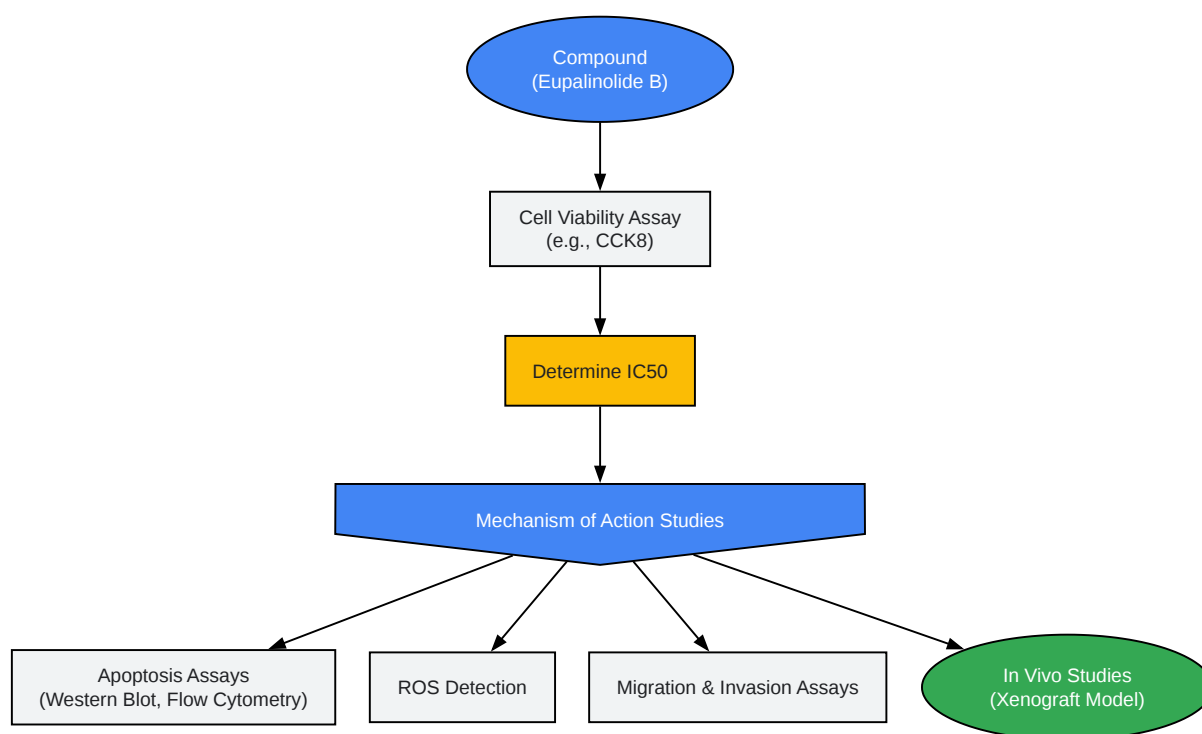 Compound
(Eupalinolide B)
Cell Viability Assay
(e.g., CCK8)
Determine IC50
Mechanism of Action Studies
Apoptosis Assays
(Western Blot, Flow Cytometry)
ROS Detection
Migration & Invasion Assays
In Vivo Studies
(Xenograft Model)